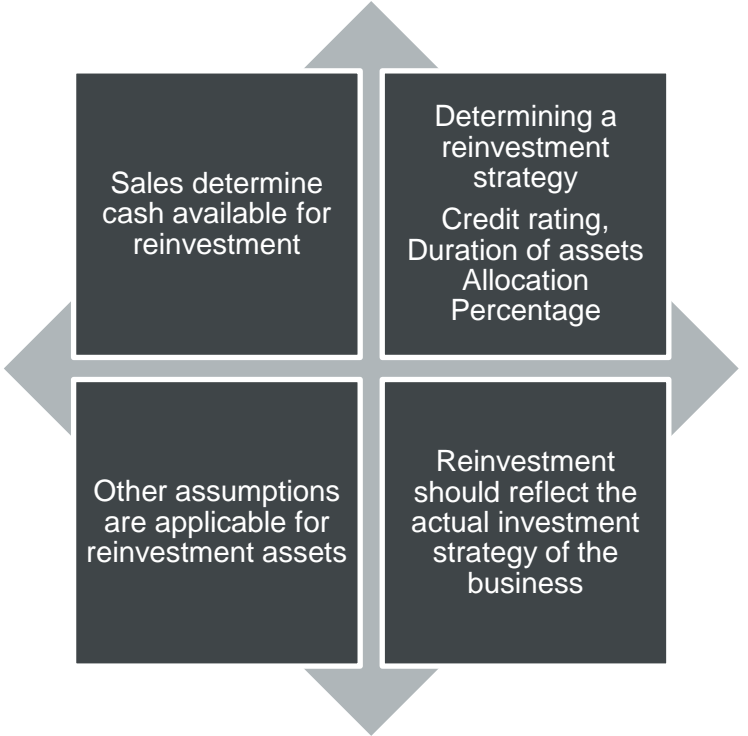 Sales determine
cash available for
reinvestment
Determining a
reinvestment
strategy
Credit rating,
Duration of assets
Allocation
Percentage
Other assumptions
are applicable for
reinvestment assets
Reinvestment
should reflect the
actual investment
strategy of the
business